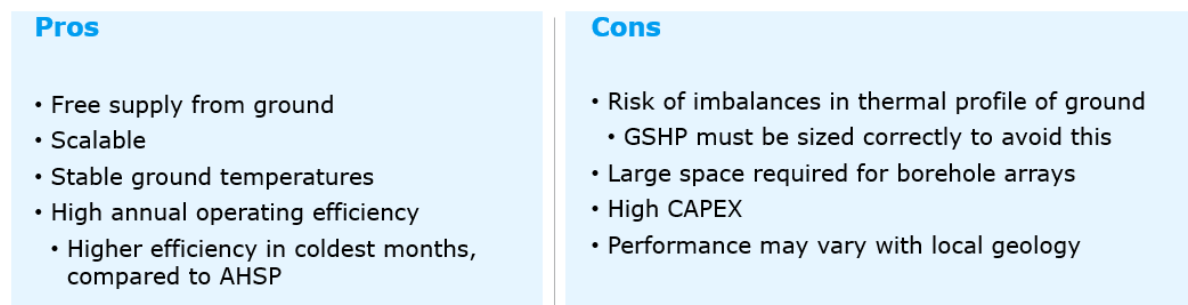 Pros
• Free supply from ground
• Scalable
• Stable ground temperatures
• High annual operating efficiency
• Higher efficiency in coldest months,
compared to AHSP
Cons
• Risk of imbalances in thermal profile of ground
• GSHP must be sized correctly to avoid this
• Large space required for borehole arrays
• High CAPEX
• Performance may vary with local geology